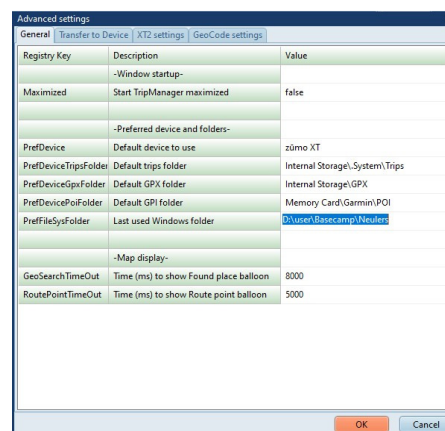 Advanced settings
General Transfer to Device XT2 settings GeoCode settings
Registry Key Description Value
-Window startup-
Maximized Start TripManager maximized false
-Preferred device and folders-
PrefDevice Default device to use zūmo XT
PrefDeviceTripsFolder Default trips folder Internal Storage\.System\Trips
PrefDeviceGpxFolder Default GPX folder Internal Storage\GPX
PrefDevicePoiFolder Default GPI folder Memory Card\Garmin\POI
PrefFileSysFolder Last used Windows folder D:\user\Basecamp\Neulers
-Map display-
GeoSearchTimeOut Time (ms) to show Found place balloon 8000
RoutePointTimeOut Time (ms) to show Route point balloon 5000
OK Cancel